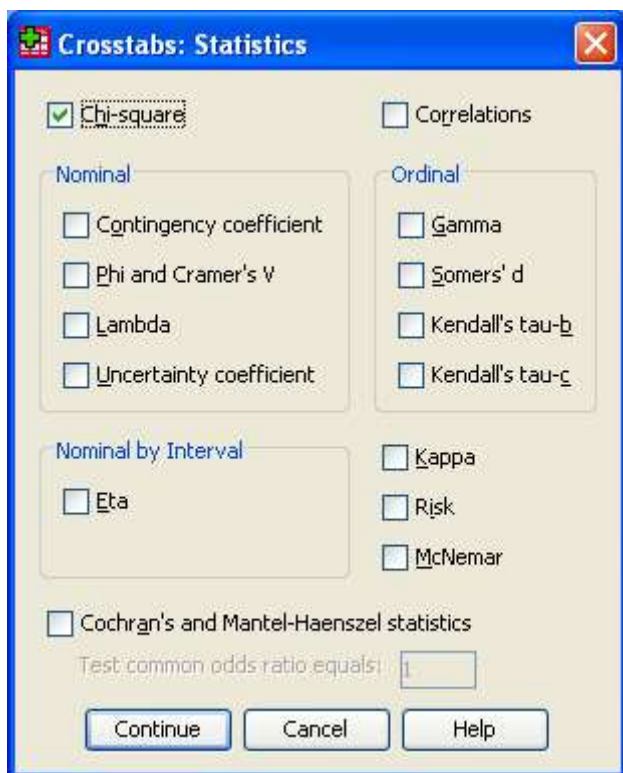 Crosstabs: Statistics
Chi-square
Correlations
Nominal
Contingency coefficient
Phi and Cramer's V
Lambda
Uncertainty coefficient
Ordinal
Gamma
Somers' d
Kendall's tau-b
Kendall's tau-c
Nominal by Interval
Eta
Kappa
Risk
McNemar
Cochran's and Mantel-Haenszel statistics
Test common odds ratio equals: 1
Continue Cancel Help